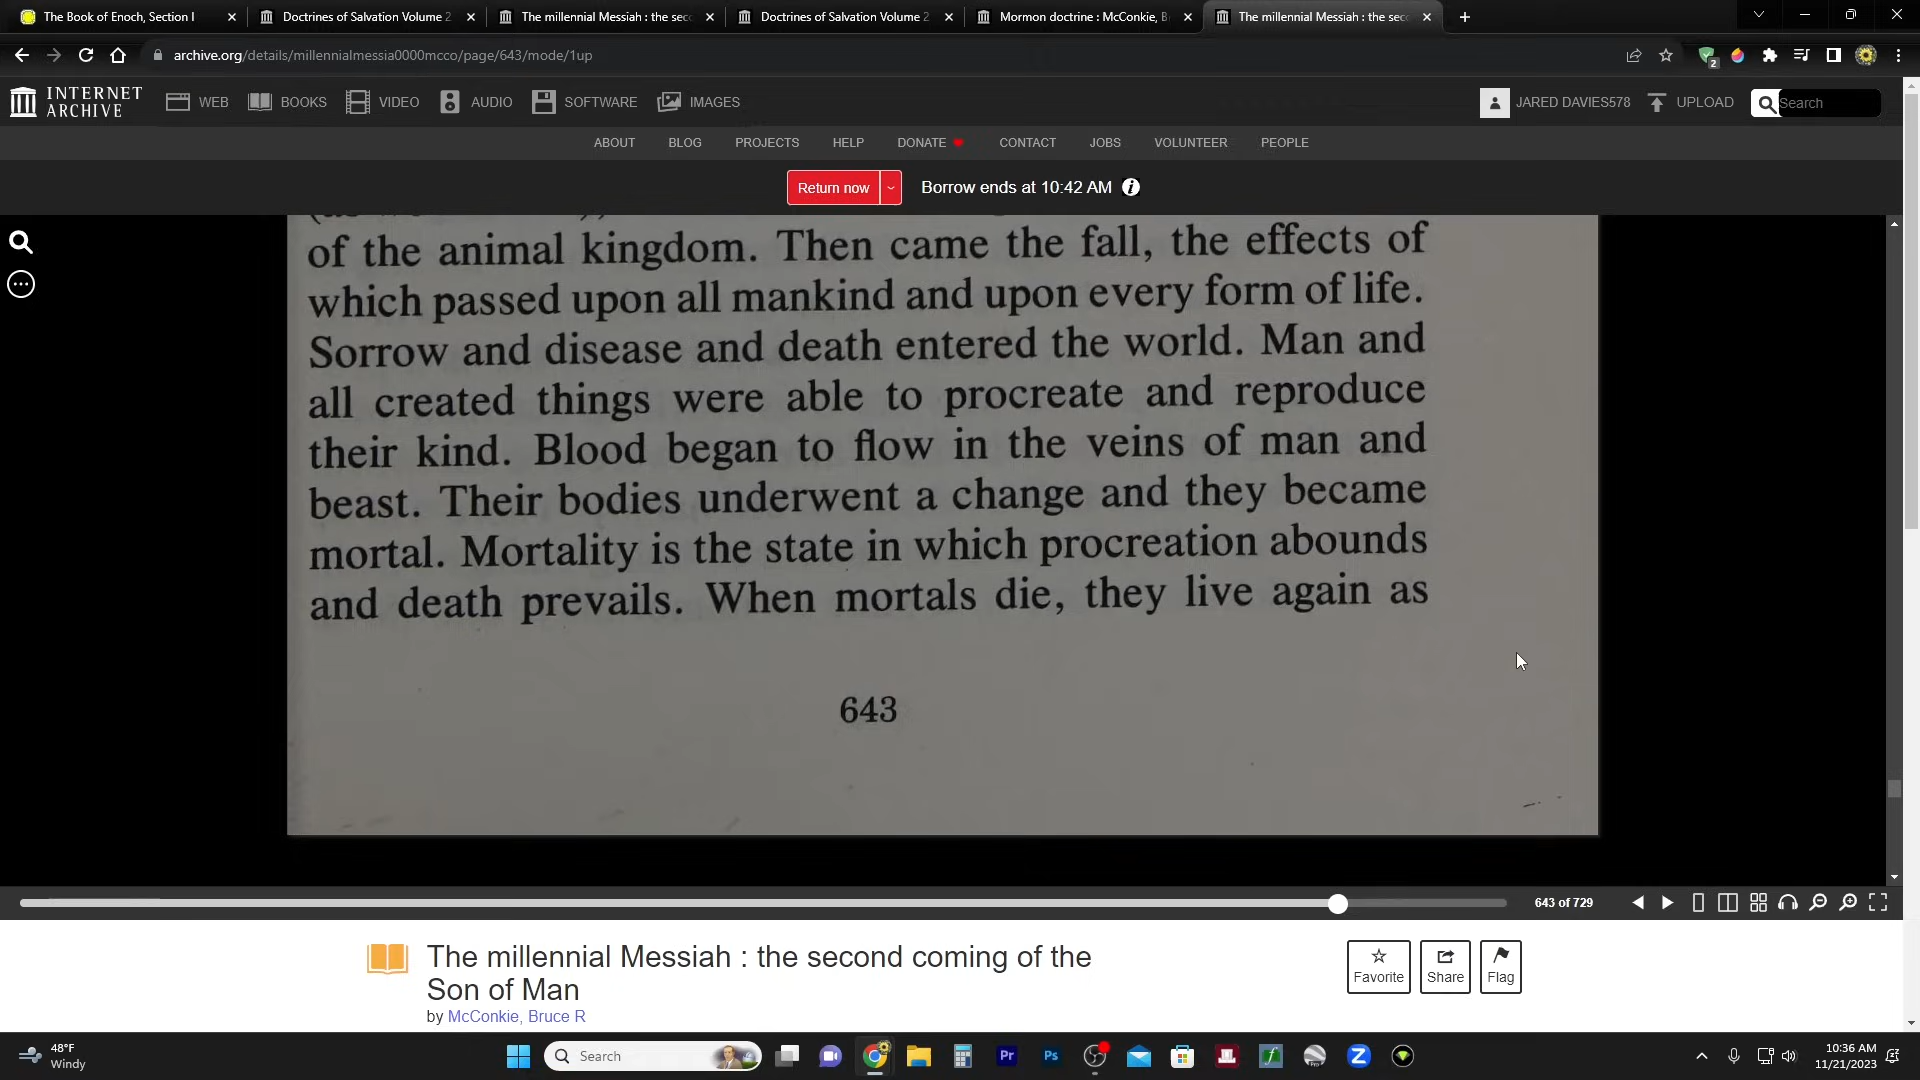 The Book of Enoch, Section I
Doctrines of Salvation Volume 2
The millennial Messiah : the sec
Doctrines of Salvation Volume 2
Mormon doctrine : McConkie, B
The millennial Messiah : the sec
archive.org/details/millennialmessia0000mcco/page/643/mode/1up
2
INTERNET
ARCHIVE
WEB
BOOKS
VIDEO
AUDIO
SOFTWARE
IMAGES
JARED DAVIES578
UPLOAD
Search
ABOUT
BLOG
PROJECTS
HELP
DONATE
CONTACT
JOBS
VOLUNTEER
PEOPLE
Return now
Borrow ends at 10:42 AM
of the animal kingdom. Then came the fall, the effects of
which passed upon all mankind and upon every form of life.
Sorrow and disease and death entered the world. Man and
all created things were able to procreate and reproduce
their kind. Blood began to flow in the veins of man and
beast. Their bodies underwent a change and they became
mortal. Mortality is the state in which procreation abounds
and death prevails. When mortals die, they live again as
643
643 of 729
The millennial Messiah : the second coming of the
Son of Man
by McConkie, Bruce R
Favorite
Share
Flag
48°F
Windy
Search
Pr
Ps
10:36 AM
11/21/2023